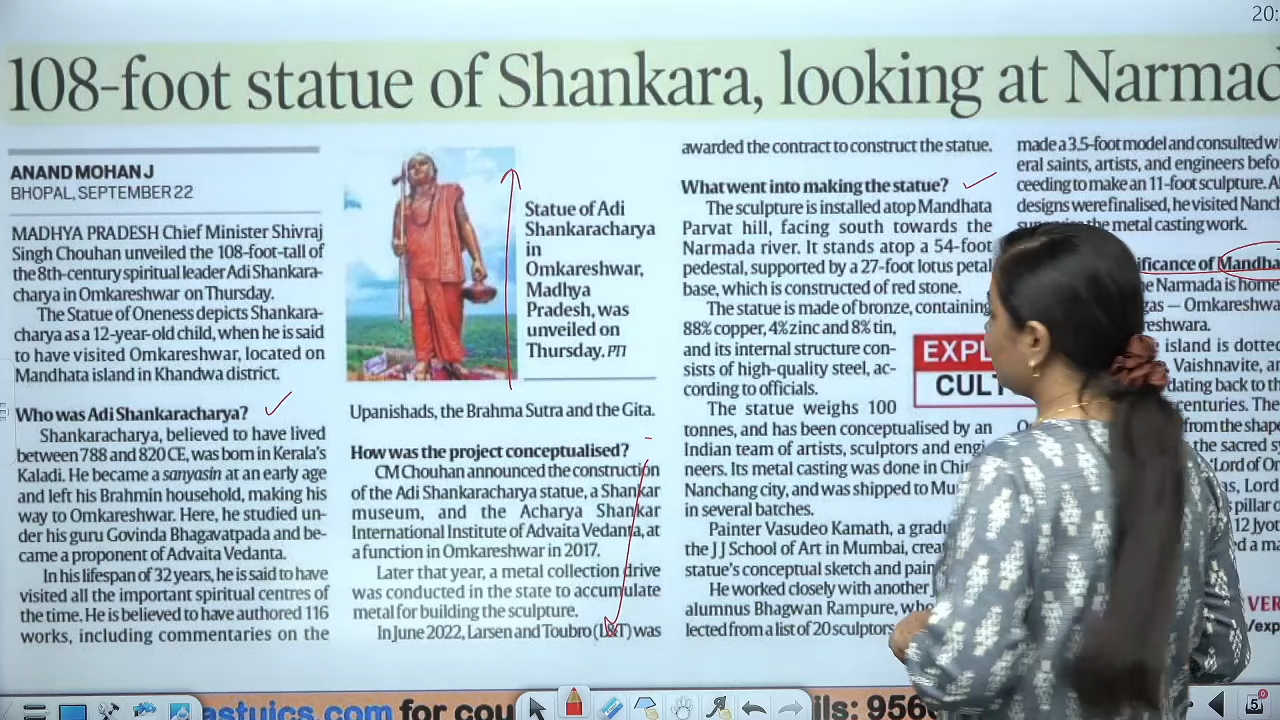 20:
108-foot statue of Shankara, looking at Narmad
ANAND MOHAN J
BHOPAL, SEPTEMBER 22
MADHYA PRADESH Chief Minister Shivraj
Singh Chouhan unveiled the 108-foot-tall of
the 8th-century spiritual leader Adi Shankara-
charya in Omkareshwar on Thursday.
The Statue of Oneness depicts Shankara-
charya as a 12-year-old child, when he is said
to have visited Omkareshwar, located on
Mandhata island in Khandwa district.
Who was Adi Shankaracharya?
Shankaracharya, believed to have lived
between 788 and 820 CE, was born in Kerala's
Kaladi. He became a sanyasin at an early age
and left his Brahmin household, making his
way to Omkareshwar. Here, he studied un-
der his guru Govinda Bhagavatpada and be-
came a proponent of Advaita Vedanta.
In his lifespan of 32 years, he is said to have
visited all the important spiritual centres of
the time. He is believed to have authored 116
works, including commentaries on the
Statue of Adi
Shankaracharya
in
Omkareshwar,
Madhya
Pradesh, was
unveiled on
Thursday. PTI
Upanishads, the Brahma Sutra and the Gita.
How was the project conceptualised?
CM Chouhan announced the construction
of the Adi Shankaracharya statue, a Shankar
museum, and the Acharya Shankar
International Institute of Advaita Vedanta, at
a function in Omkareshwar in 2017.
Later that year, a metal collection drive
was conducted in the state to accumulate
metal for building the sculpture.
In June 2022, Larsen and Toubro (L&T) was
awarded the contract to construct the statue.
What went into making the statue?
The sculpture is installed atop Mandhata
Parvat hill, facing south towards the
Narmada river. It stands atop a 54-foot
pedestal, supported by a 27-foot lotus petal
base, which is constructed of red stone.
The statue is made of bronze, containing
88% copper, 4% zinc and 8% tin,
and its internal structure con-
sists of high-quality steel, ac-
cording to officials.
The statue weighs 100
tonnes, and has been conceptualised by an
Indian team of artists, sculptors and engi
neers. Its metal casting was done in Chi
Nanchang city, and was shipped to Mu
in several batches.
Painter Vasudeo Kamath, a gradu
the J J School of Art in Mumbai, crea
statue's conceptual sketch and pain
He worked closely with another J
alumnus Bhagwan Rampure, who
lected from a list of 20 sculptors
EXPL
CULT
made a 3.5-foot model and consulted wi
eral saints, artists, and engineers befo
ceeding to make an 11-foot sculpture. A
designs were finalised, he visited Nanch
the metal casting work.
ificance of Mandha
e Narmada is home
gas — Omkareshwa
reshwara.
island is dotted
Vaishnavite, a
dating back to th
centuries. The
from the shape
the sacred sy
'Lord of O
as, Lord
pillar o
12 Jyot
ed a ma
VER
/exp
astuics.com for cou
ils: 956
5